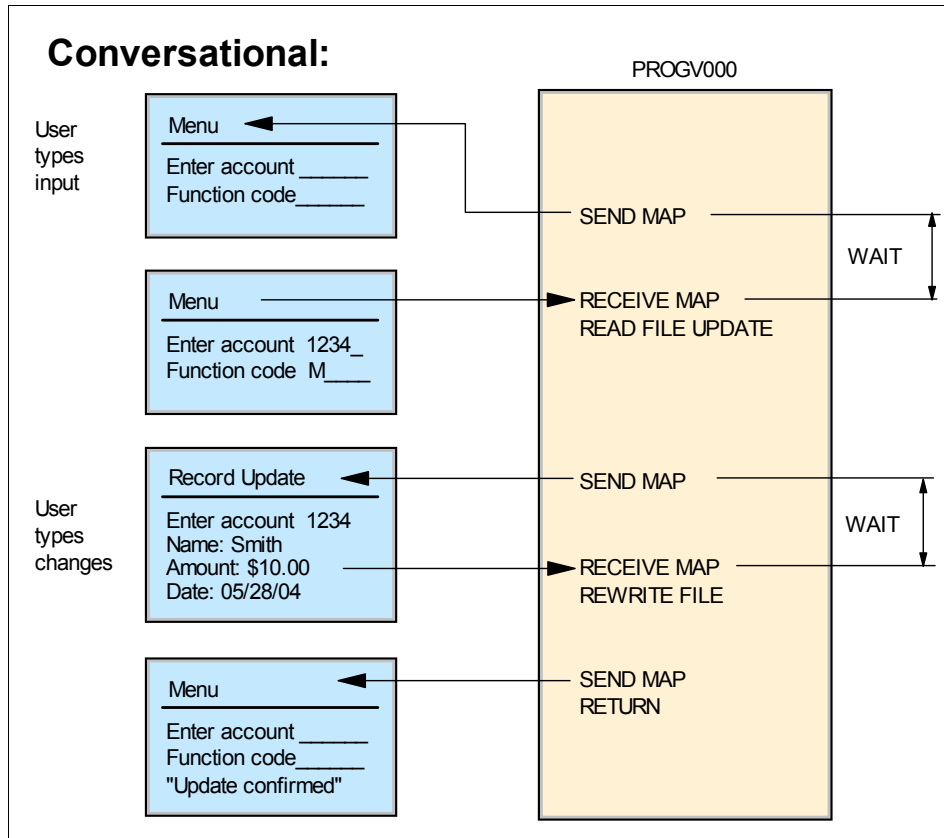 Conversational:
PROGV000
User
types
input
Menu
Enter account ______
Function code______
SEND MAP
WAIT
Menu
Enter account 1234_
Function code M____
RECEIVE MAP
READ FILE UPDATE
User
types
changes
Record Update
Enter account 1234
Name: Smith
Amount: $10.00
Date: 05/28/04
SEND MAP
WAIT
RECEIVE MAP
REWRITE FILE
Menu
Enter account ______
Function code______
"Update confirmed"
SEND MAP
RETURN